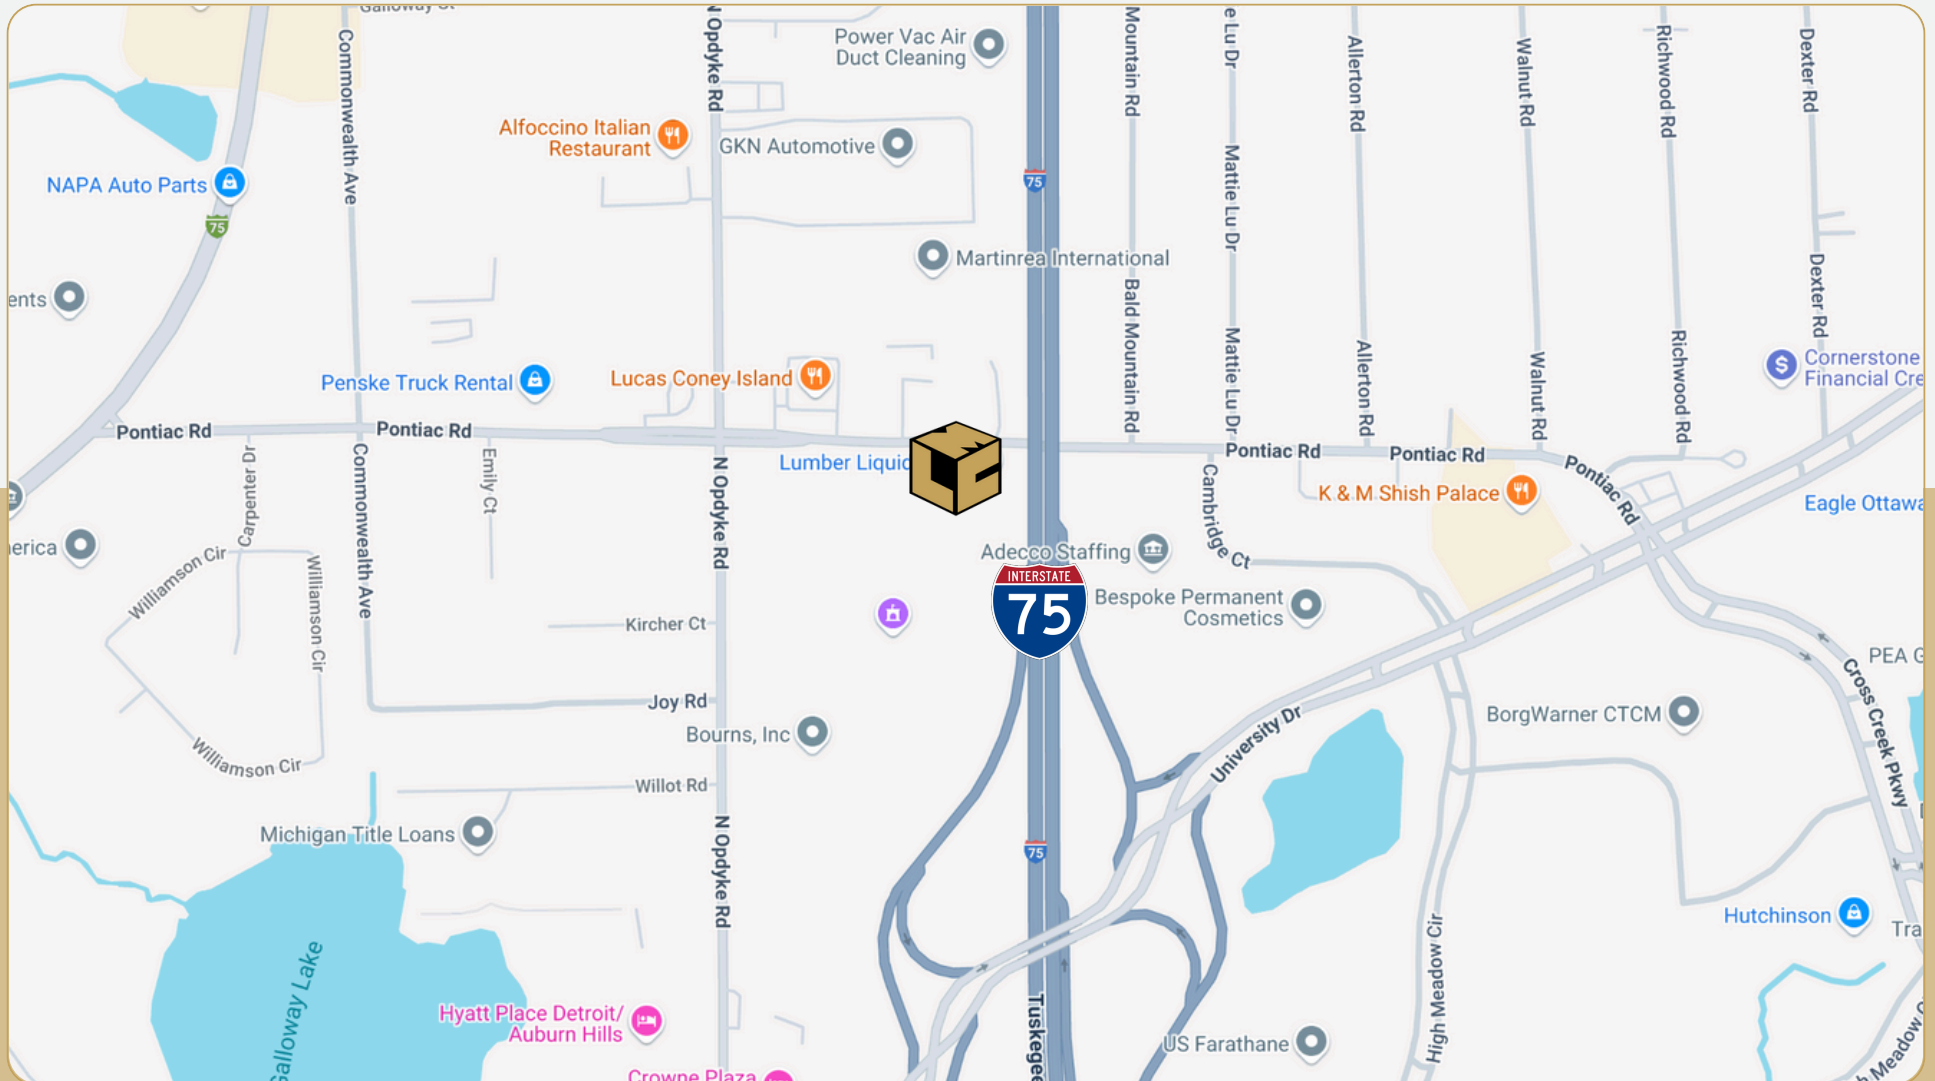 Galloway St
Commonwealth Ave
N Opdyke Rd
Power Vac Air
Duct Cleaning
Mountain Rd
e Lu Dr
Allerton Rd
Walnut Rd
Richwood Rd
Dexter Rd
Alfoccino Italian
Restaurant
GKN Automotive
NAPA Auto Parts
75
75
Mattie Lu Dr
Martinrea International
ents
Bald Mountain Rd
Mattie Lu Dr
Allerton Rd
Walnut Rd
Richwood Rd
Dexter Rd
Cornerstone
Financial Cre
Penske Truck Rental
Lucas Coney Island
Pontiac Rd
Pontiac Rd
Pontiac Rd
Pontiac Rd
Pontiac Rd
Lumber Liquid
Carpenter Dr
Commonwealth Ave
Emily Ct
N Opdyke Rd
Cambridge Ct
K & M Shish Palace
Eagle Ottawa
erica
Williamson Cir
Williamson Cir
Adecco Staffing
INTERSTATE
75
Bespoke Permanent
Cosmetics
Kircher Ct
PEA G
Cross Creek Pkwy
Joy Rd
Bourns, Inc
University Dr
BorgWarner CTCM
Williamson Cir
Willot Rd
Michigan Title Loans
N Opdyke Rd
75
Hutchinson
Tra
High Meadow Cir
Galloway Lake
Hyatt Place Detroit/
Auburn Hills
Tuskegee
US Farathane
h Meadow C
Crowne Plaza